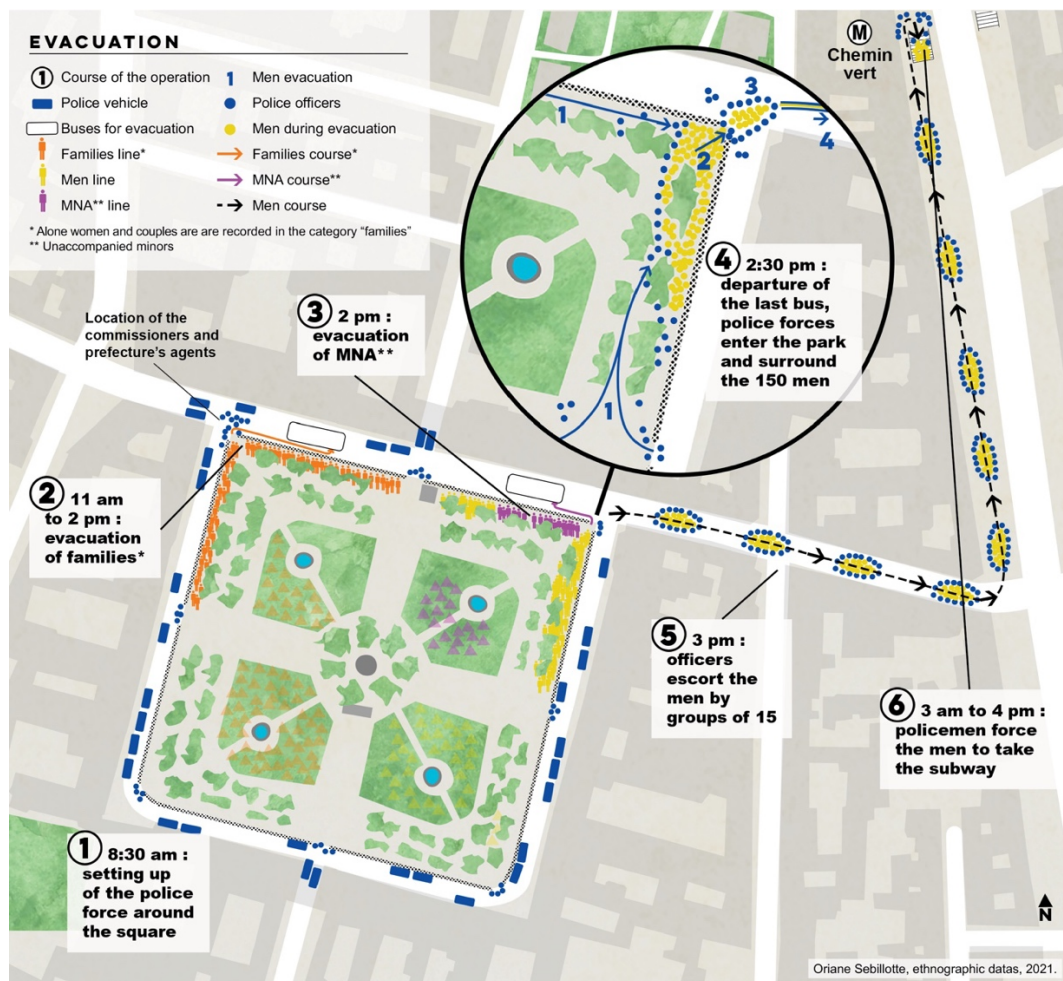 EVACUATION
1 Course of the operation
1 Men evacuation
Police vehicle
Police officers
Buses for evacuation
Men during evacuation
Families line*
Families course*
Men line
MNA course**
MNA** line
Men course
* Alone women and couples are are recorded in the category “families”
** Unaccompanied minors
M
Chemin
vert
1
2
3
4
1
4 2:30 pm :
departure of
the last bus,
police forces
enter the park
and surround
the 150 men
Location of the
commissioners and
prefecture's agents
3 2 pm :
evacuation
of MNA**
2 11 am
to 2 pm :
evacuation
of families*
5 3 pm :
officers
escort the
men by
groups of 15
6 3 am to 4 pm :
policemen force
the men to take
the subway
1 8:30 am :
setting up
of the police
force around
the square
N
Oriane Sebillotte, ethnographic datas, 2021.